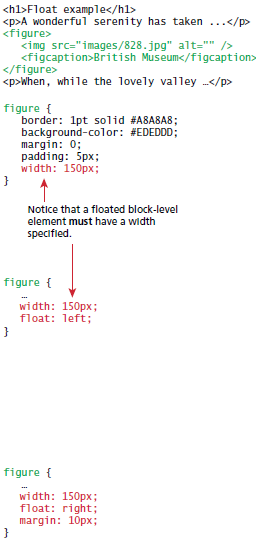 <h1>Float example</h1>
<p>A wonderful serenity has taken ...</p>
<figure>
<img src="images/828.jpg" alt="" />
<figcaption>British Museum</figcaption>
</figure>
<p>When, while the lovely valley …</p>
figure {
border: 1pt solid #A8A8A8;
background-color: #EDEDDD;
margin: 0;
padding: 5px;
width: 150px;
}
Notice that a floated block-level
element must have a width
specified.
figure {
…
width: 150px;
float: left;
}
figure {
…
width: 150px;
float: right;
margin: 10px;
}